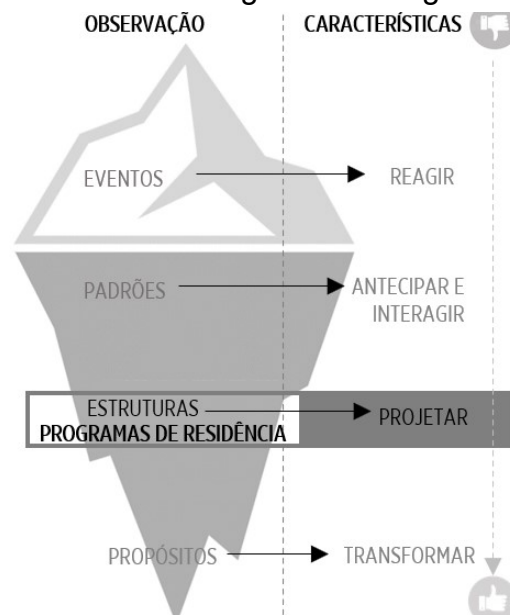 OBSERVAÇÃO CARACTERÍSTICAS
EVENTOS REAGIR
PADRÕES ANTECIPAR E
INTERAGIR
ESTRUTURAS PROJETAR
PROGRAMAS DE RESIDÊNCIA
PROPÓSITOS TRANSFORMAR